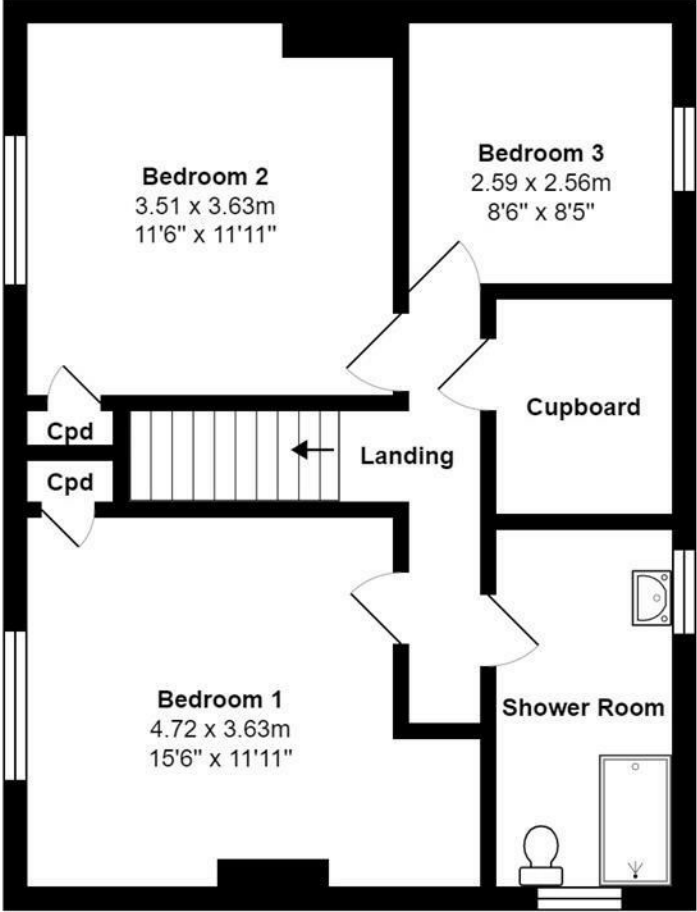 Bedroom 2
3.51 x 3.63m
11'6" x 11'11"
Bedroom 3
2.59 x 2.56m
8'6" x 8'5"
Cupboard
Cpd
Landing
Cpd
Bedroom 1
4.72 x 3.63m
15'6" x 11'11"
Shower Room